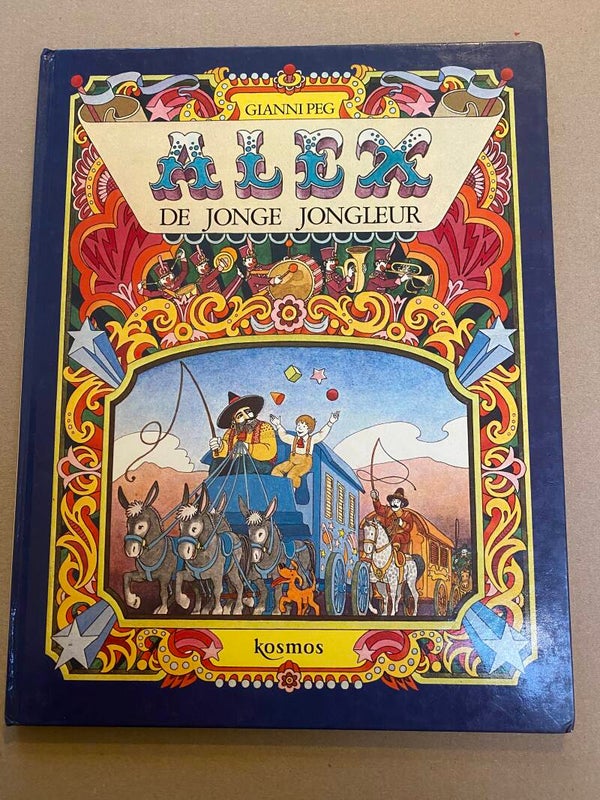 GIANNI PEG
ALEX
DE JONGE JONGLEUR
kosmos